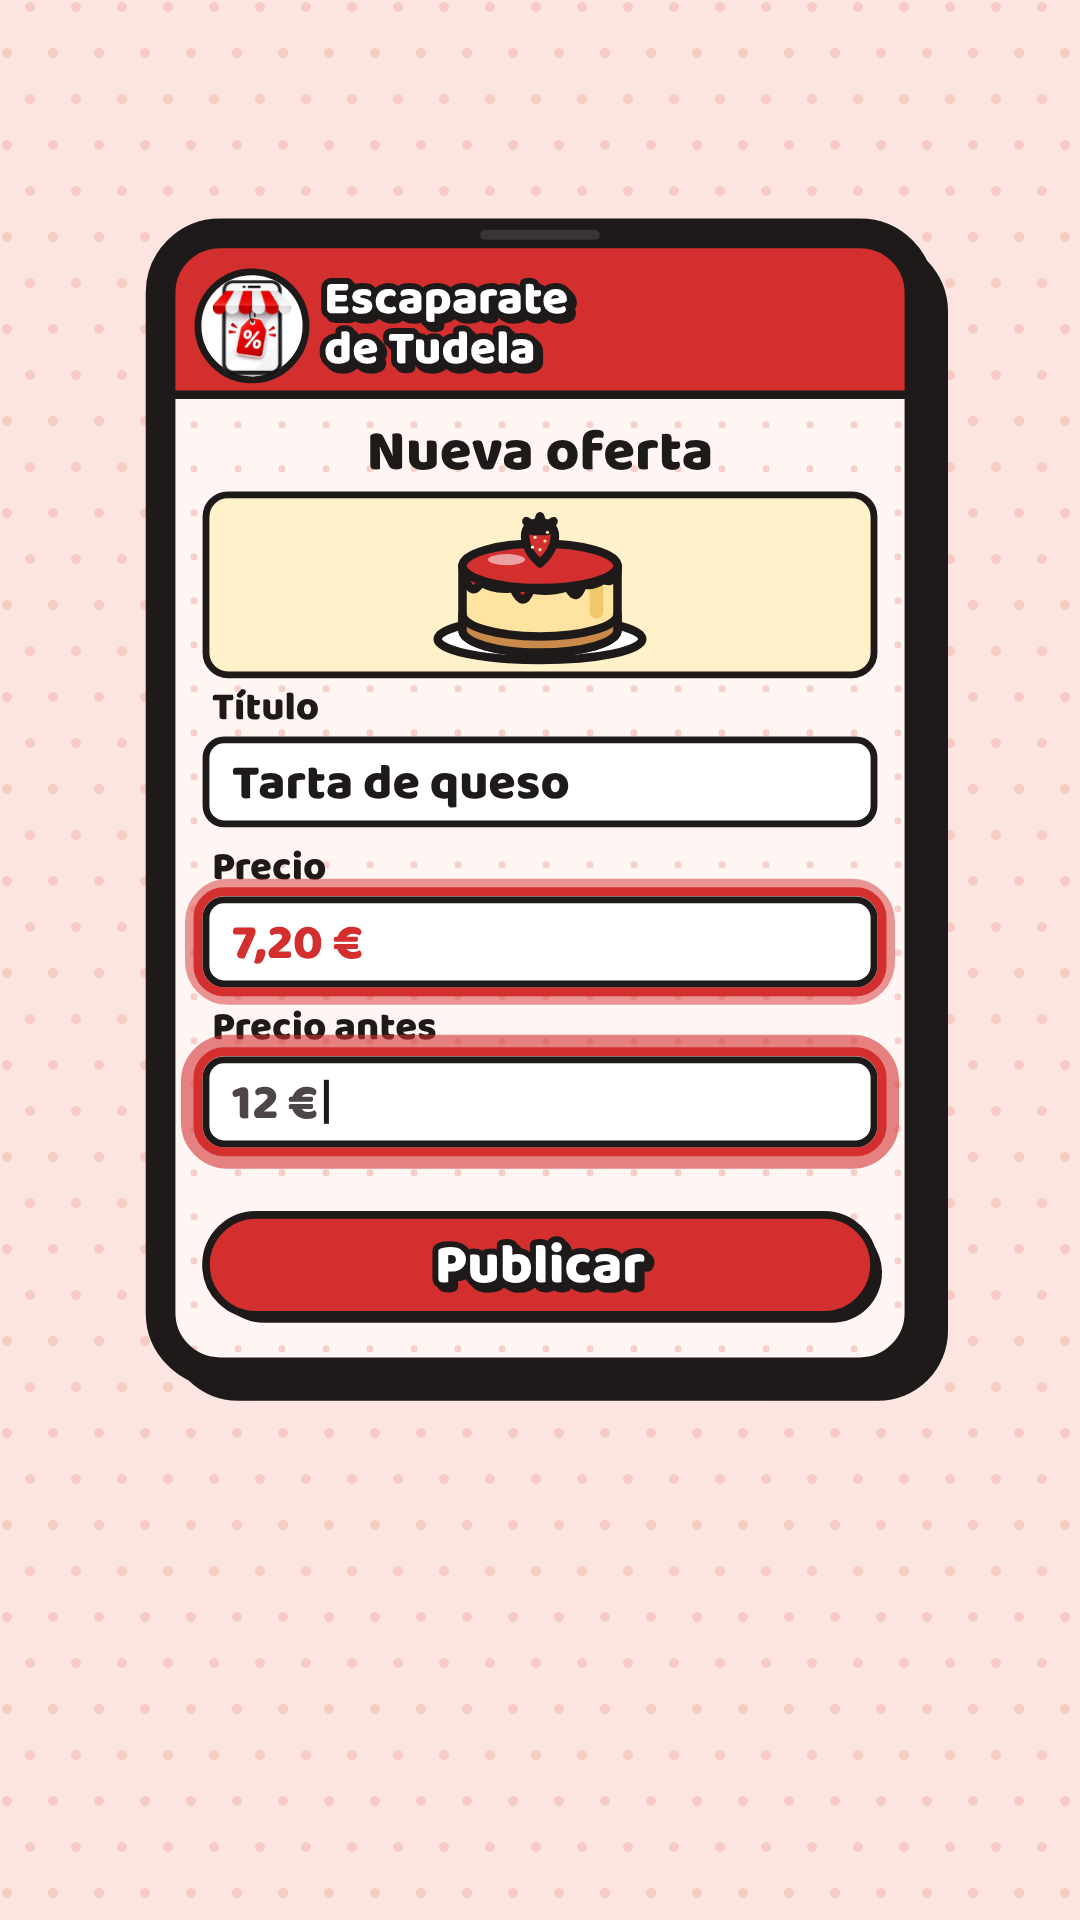 %
Escaparate
de Tudela
Nueva oferta
Título
Tarta de queso
Precio
7,20 €
Precio antes
12 €
Publicar